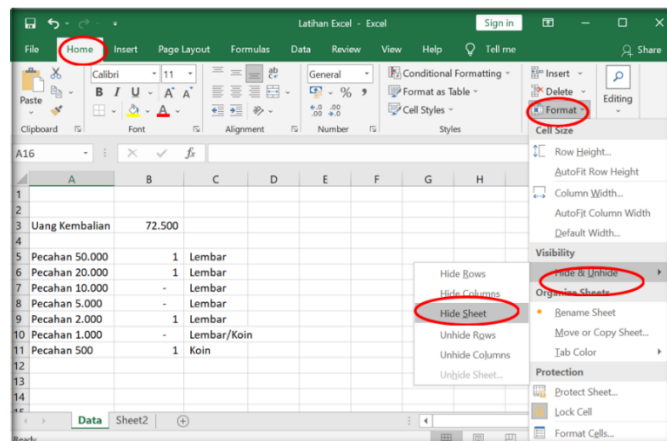 Latihan Excel - Excel
Sign in
File Home Insert Page Layout Formulas Data Review View Help Tell me Share
Paste
Clipboard
Calibri 11
B I U A A
Font
Alignment
General
% 9
.00 .0
Number
Conditional Formatting
Format as Table
Cell Styles
Styles
Insert
Delete
Format
Editing
A16 fx
A B C D E F G H
1
2
3 Uang Kembalian 72.500
4
5 Pecahan 50.000 1 Lembar
6 Pecahan 20.000 1 Lembar
7 Pecahan 10.000 - Lembar
8 Pecahan 5.000 - Lembar
9 Pecahan 2.000 1 Lembar
10 Pecahan 1.000 - Lembar/Koin
11 Pecahan 500 1 Koin
12
13
14
Cell Size
Row Height...
AutoFit Row Height
Column Width...
AutoFit Column Width
Default Width...
Visibility
Hide & Unhide
Organize Sheets
Rename Sheet
Move or Copy Sheet...
Tab Color
Protection
Protect Sheet...
Lock Cell
Format Cells...
Hide Rows
Hide Columns
Hide Sheet
Unhide Rows
Unhide Columns
Unhide Sheet...
Data Sheet2